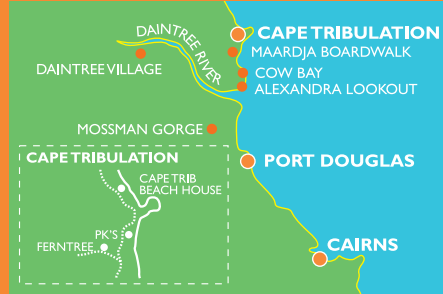 CAPE TRIBULATION
DAINTREE RIVER
MAARDJA BOARDWALK
DAINTREE VILLAGE
COW BAY
ALEXANDRA LOOKOUT
MOSSMAN GORGE
CAPE TRIBULATION
PORT DOUGLAS
CAPE TRIB
BEACH HOUSE
PK'S
FERNTREE
CAIRNS